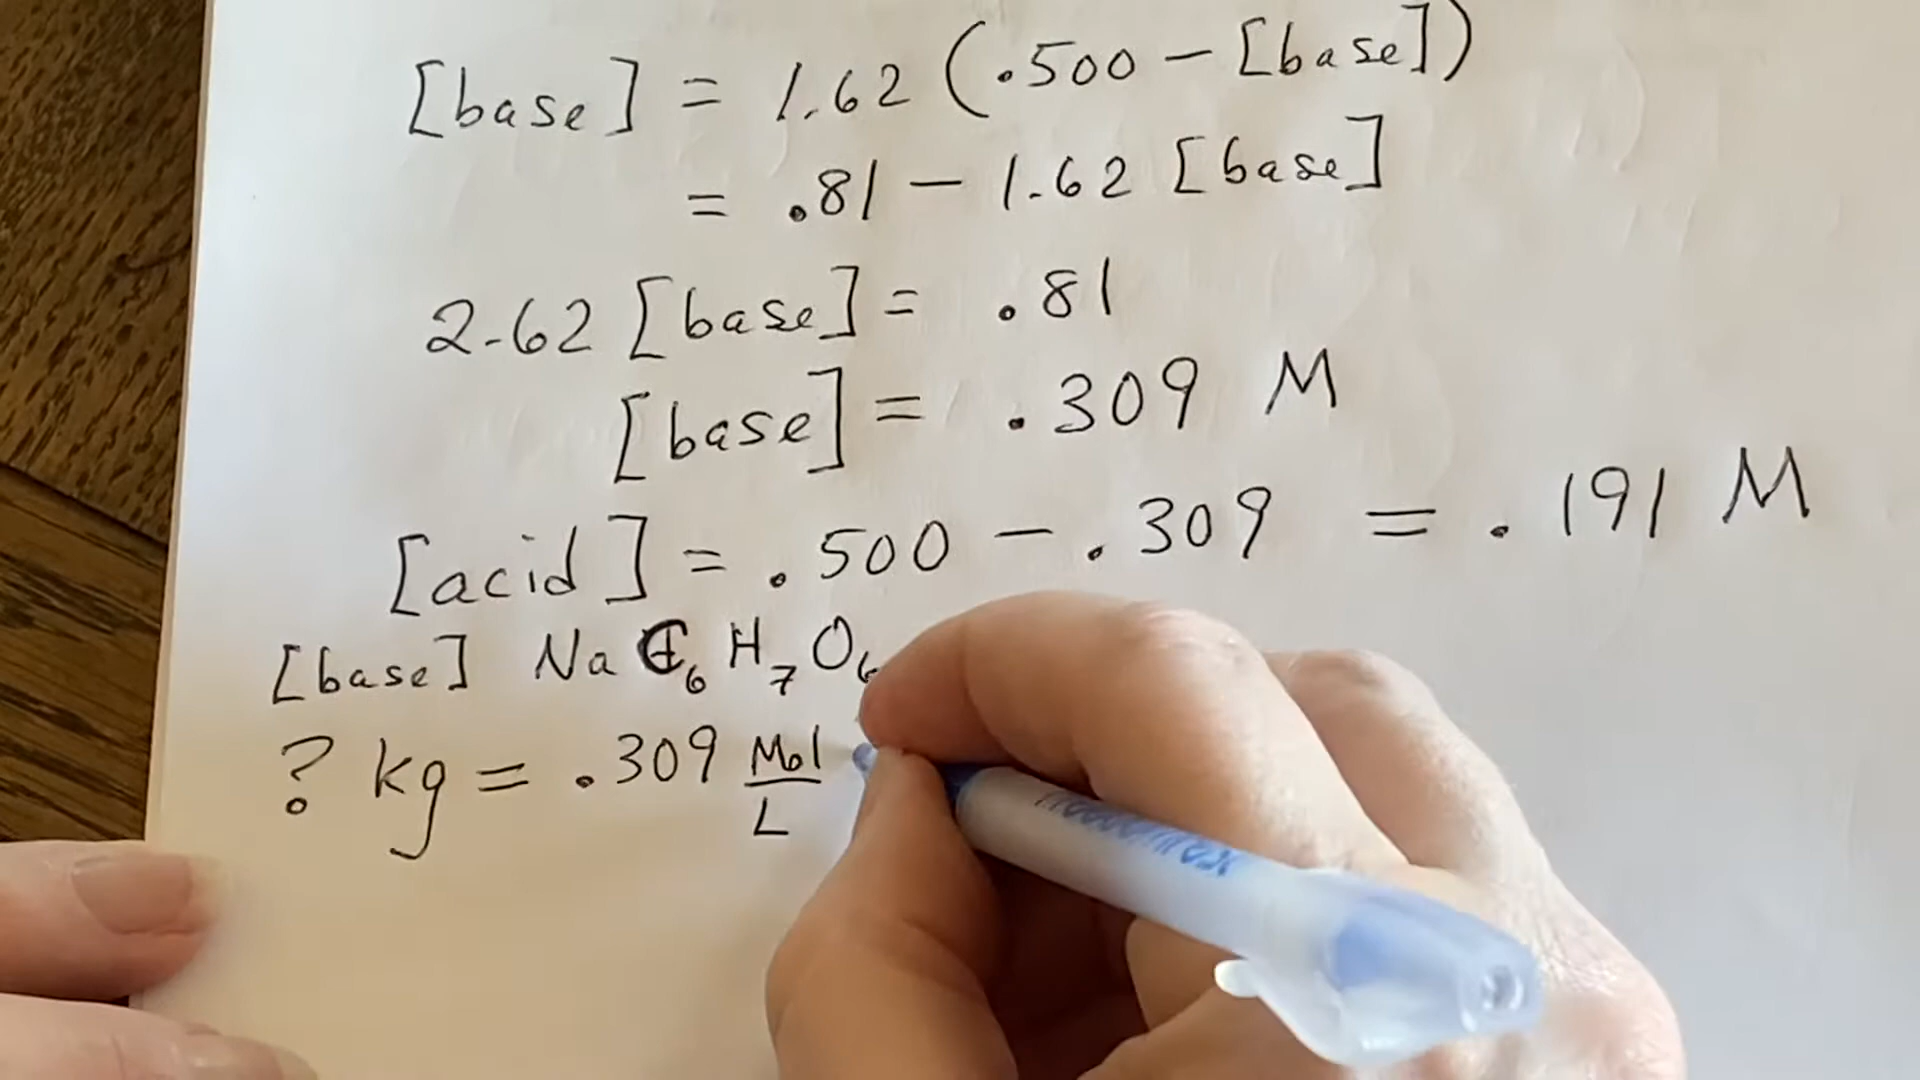 [base] = 1.62 (.500 - [base])
= .81 - 1.62 [base]
2.62 [base] = .81
[base] = .309 M
[acid] = .500 - .309 = .191 M
[base] Na C6 H7 O6
? kg = .309 Mol/L